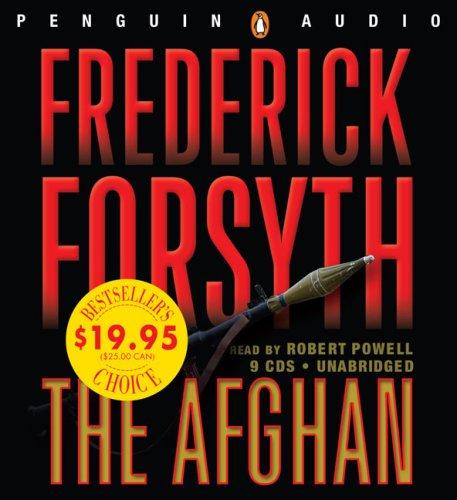 PENGUIN AUDIO
FREDERICK
FORSYTH
BESTSELLER'S
$19.95
($25.00 CAN)
CHOICE
READ BY ROBERT POWELL
9 CDS • UNABRIDGED
THE AFGHAN